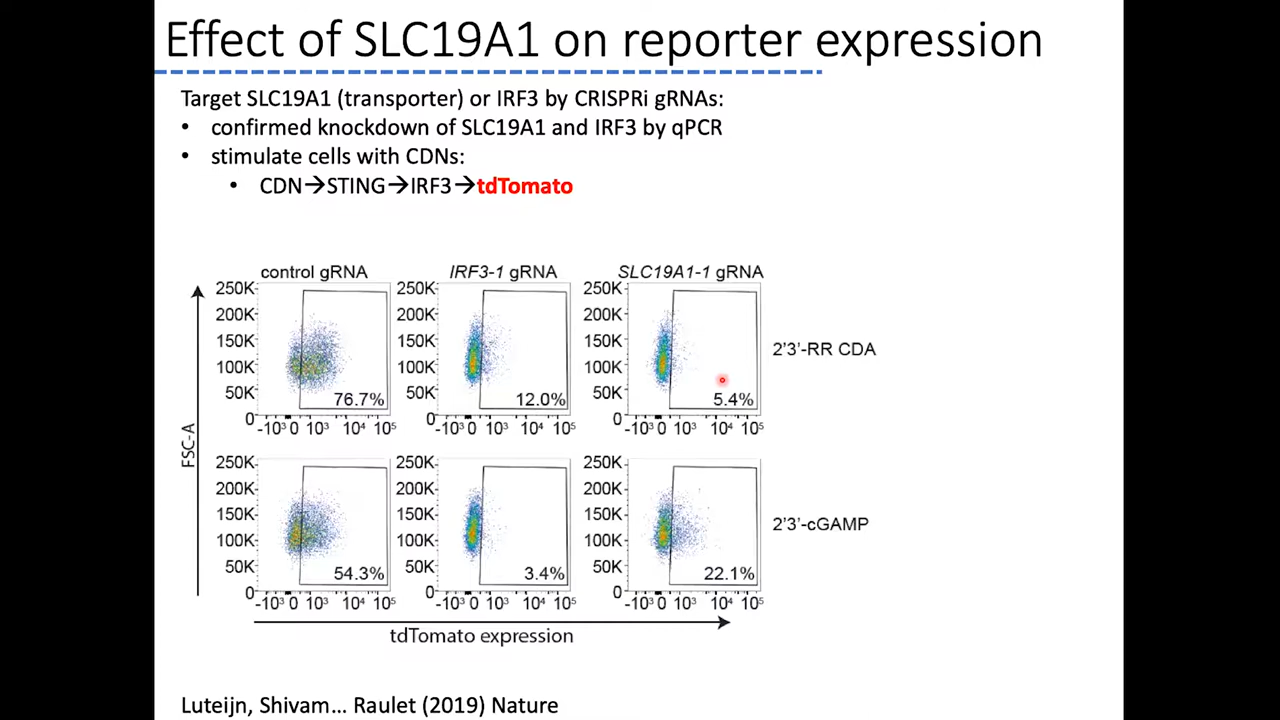 Effect of SLC19A1 on reporter expression
Target SLC19A1 (transporter) or IRF3 by CRISPRi gRNAs:
• confirmed knockdown of SLC19A1 and IRF3 by qPCR
• stimulate cells with CDNs:
• CDN→STING→IRF3→tdTomato
control gRNA IRF3-1 gRNA SLC19A1-1 gRNA
250K 250K 250K
200K 200K 200K
150K 150K 150K 2'3'-RR CDA
100K 100K 100K
50K 76.7% 50K 12.0% 50K 5.4%
0 0 0
-10³ 0 10³ 10⁴ 10⁵ -10³ 0 10³ 10⁴ 10⁵ -10³ 0 10³ 10⁴ 10⁵
FSC-A
250K 250K 250K
200K 200K 200K
150K 150K 150K 2'3'-cGAMP
100K 100K 100K
50K 54.3% 50K 3.4% 50K 22.1%
0 0 0
-10³ 0 10³ 10⁴ 10⁵ -10³ 0 10³ 10⁴ 10⁵ -10³ 0 10³ 10⁴ 10⁵
tdTomato expression
Luteijn, Shivam... Raulet (2019) Nature